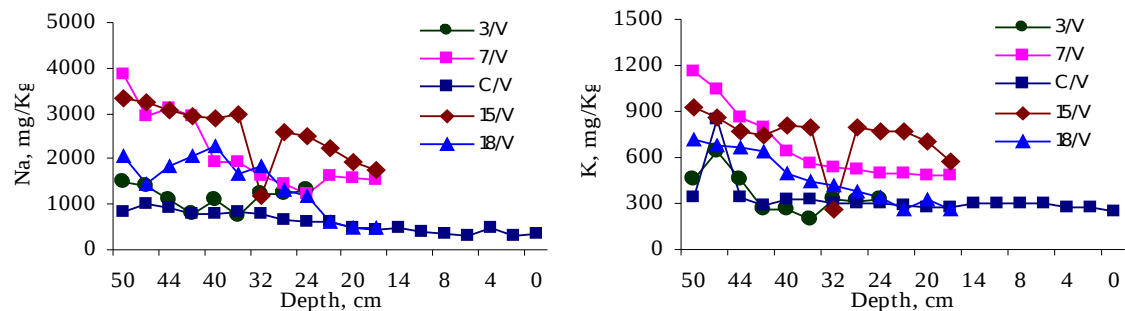 5000
4000
3000
2000
1000
0
Na, mg/Kg
50 44 40 36 32 28 24 20 14 8 4 0
Depth, cm
3/V
7/V
C/V
15/V
18/V
1500
1200
900
600
300
0
K, mg/Kg
50 44 40 32 24 20 14 8 4 0
Depth, cm
3/V
7/V
C/V
15/V
18/V